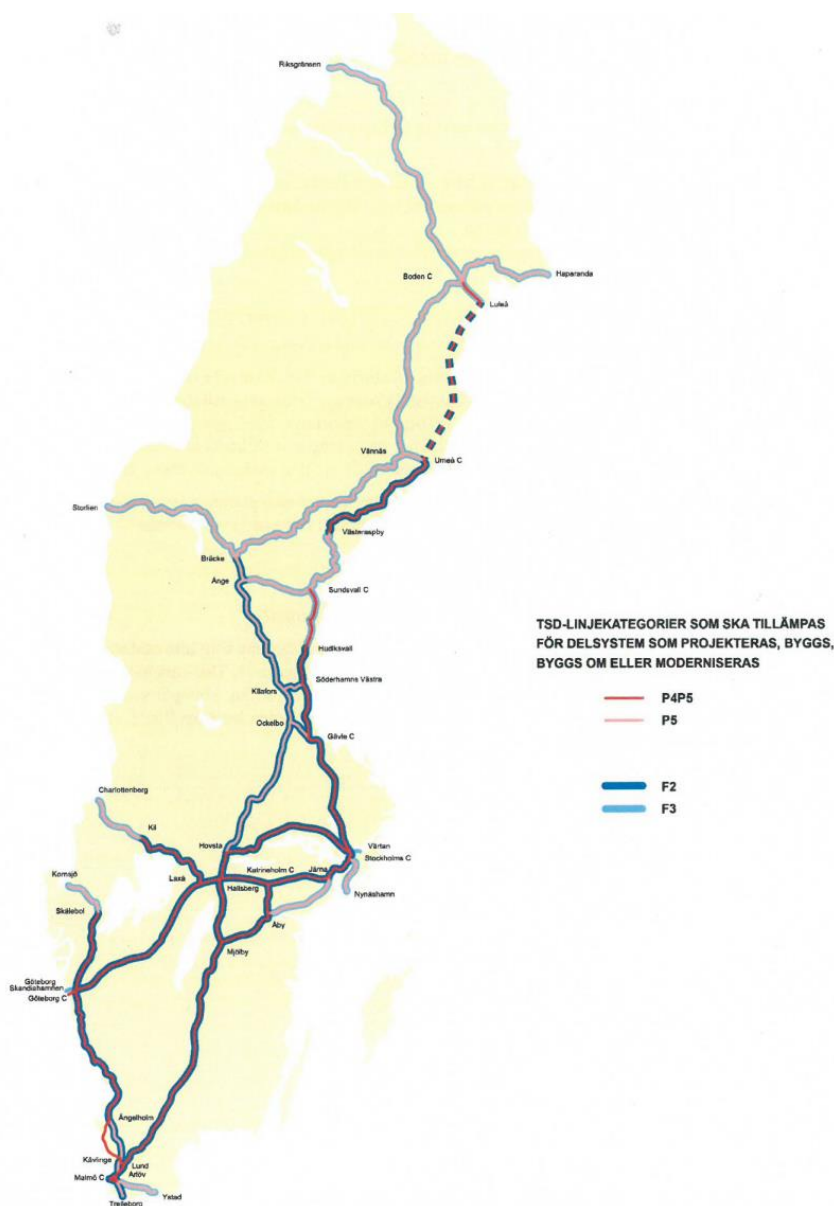 Riksgränsen
Boden C
Haparanda
Luleå
Vännäs
Umeå C
Storlien
Västeraspby
Bräcke
Ånge
Sundsvall C
TSD-LINJEKATEGORIER SOM SKA TILLÄMPAS
FÖR DELSYSTEM SOM PROJEKTERAS, BYGGS,
BYGGS OM ELLER MODERNISERAS
P4P5
P5
F2
F3
Hudiksvall
Söderhamns Västra
Kilafors
Ockelbo
Gävle C
Charlottenberg
Kil
Hovsta
Värtan
Stockholms C
Kornsjö
Laxå
Katrineholm C
Järna
Hallsberg
Nynäshamn
Skälebol
Åby
Mjölby
Göteborg
Skandiahamnen
Göteborg C
Ängelholm
Kävlinge
Lund
Arlöv
Malmö C
Ystad
Trelleborg